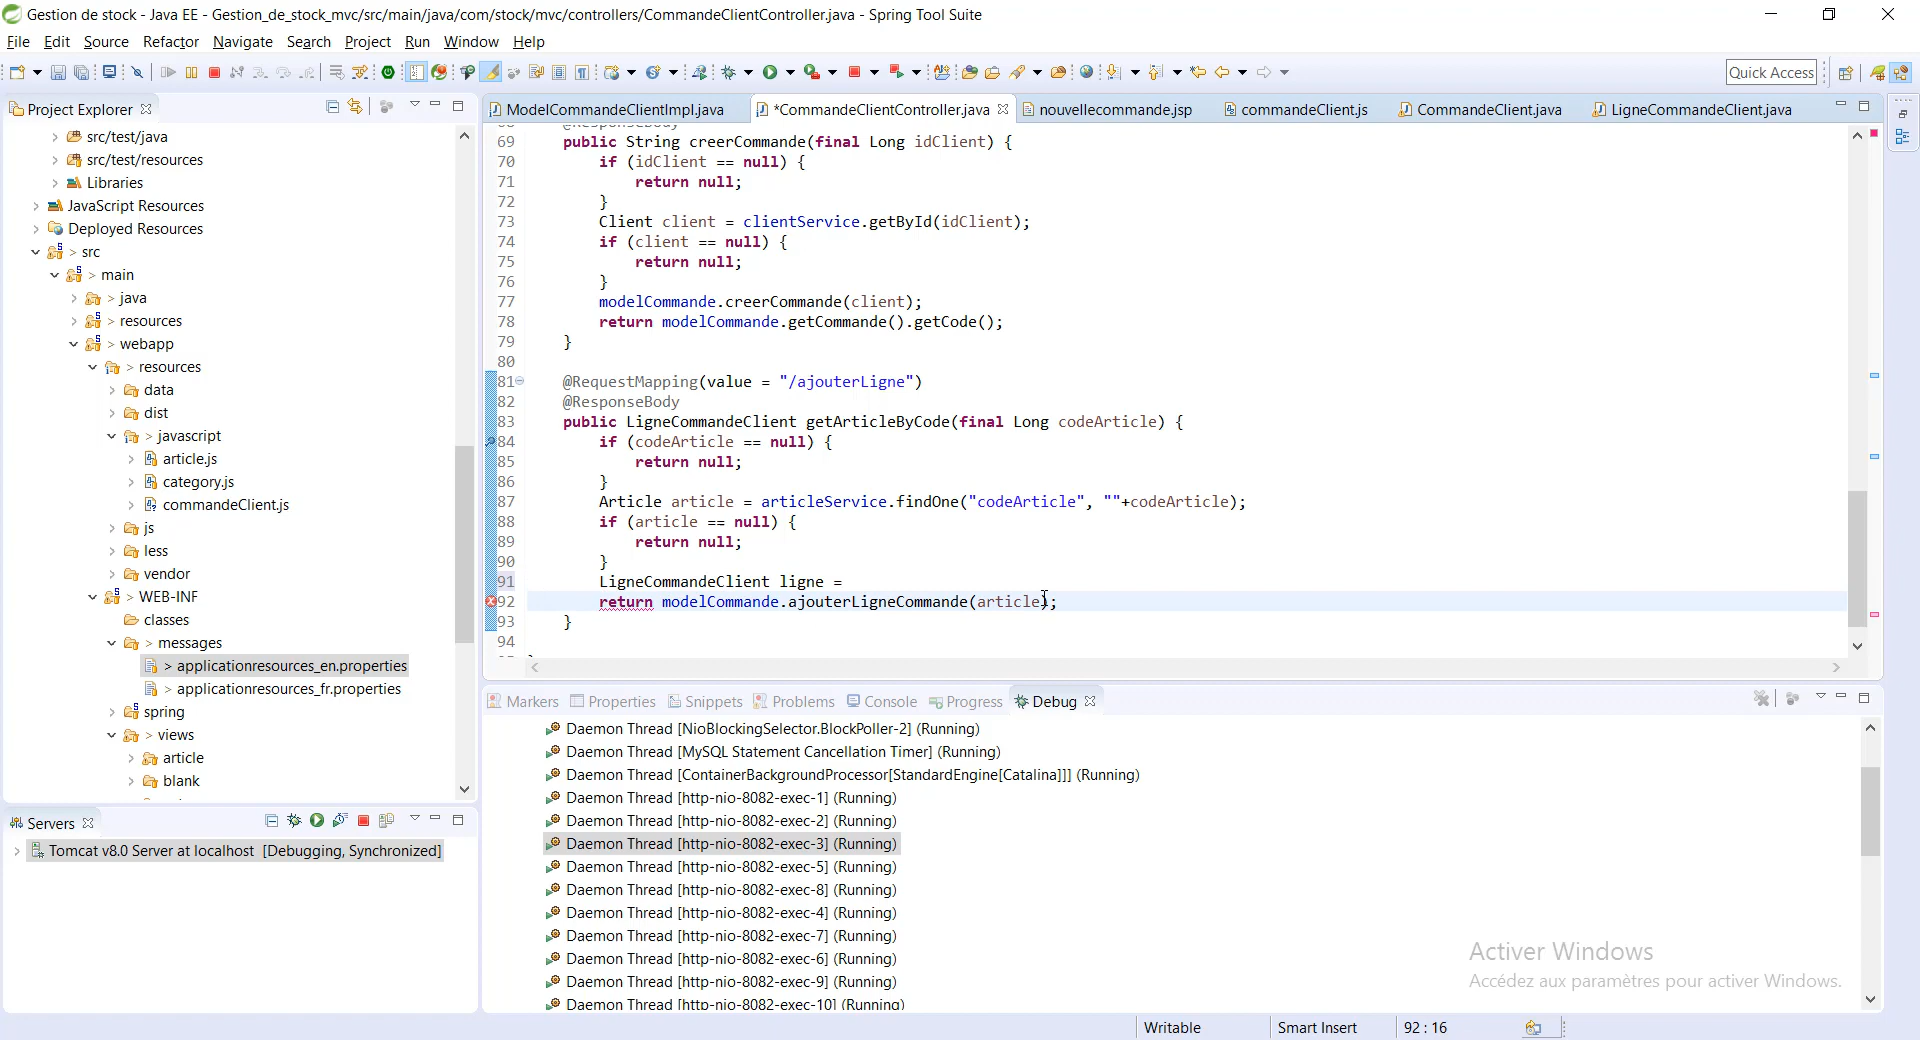 Gestion de stock - Java EE - Gestion_de_stock_mvc/src/main/java/com/stock/mvc/controllers/CommandeClientController.java - Spring Tool Suite
File Edit Source Refactor Navigate Search Project Run Window Help
Quick Access
Project Explorer
src/test/java
src/test/resources
Libraries
JavaScript Resources
Deployed Resources
> src
> main
> java
> resources
> webapp
> resources
> data
> dist
> javascript
article.js
category.js
commandeClient.js
> js
> less
> vendor
> WEB-INF
classes
> messages
> applicationresources_en.properties
> applicationresources_fr.properties
> spring
> views
> article
> blank
Servers
Tomcat v8.0 Server at localhost [Debugging, Synchronized]
ModelCommandeClientImpl.java *CommandeClientController.java nouvellecommande.jsp commandeClient.js CommandeClient.java LigneCommandeClient.java
69 public String creerCommande(final Long idClient) {
70 if (idClient == null) {
71 return null;
72 }
73 Client client = clientService.getById(idClient);
74 if (client == null) {
75 return null;
76 }
77 modelCommande.creerCommande(client);
78 return modelCommande.getCommande().getCode();
79 }
80
81 @RequestMapping(value = "/ajouterLigne")
82 @ResponseBody
83 public LigneCommandeClient getArticleByCode(final Long codeArticle) {
84 if (codeArticle == null) {
85 return null;
86 }
87 Article article = articleService.findOne("codeArticle", ""+codeArticle);
88 if (article == null) {
89 return null;
90 }
91 LigneCommandeClient ligne =
92 return modelCommande.ajouterLigneCommande(article);
93 }
94
Markers Properties Snippets Problems Console Progress Debug
Daemon Thread [NioBlockingSelector.BlockPoller-2] (Running)
Daemon Thread [MySQL Statement Cancellation Timer] (Running)
Daemon Thread [ContainerBackgroundProcessor[StandardEngine[Catalina]]] (Running)
Daemon Thread [http-nio-8082-exec-1] (Running)
Daemon Thread [http-nio-8082-exec-2] (Running)
Daemon Thread [http-nio-8082-exec-3] (Running)
Daemon Thread [http-nio-8082-exec-5] (Running)
Daemon Thread [http-nio-8082-exec-8] (Running)
Daemon Thread [http-nio-8082-exec-4] (Running)
Daemon Thread [http-nio-8082-exec-7] (Running)
Daemon Thread [http-nio-8082-exec-6] (Running)
Daemon Thread [http-nio-8082-exec-9] (Running)
Daemon Thread [http-nio-8082-exec-10] (Running)
Activer Windows
Accédez aux paramètres pour activer Windows.
Writable Smart Insert 92 : 16